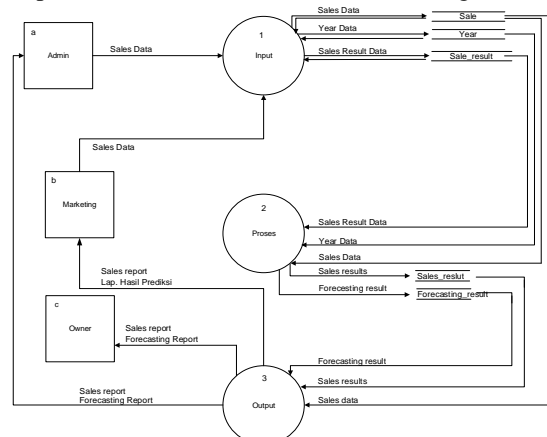 a
Admin
Sales Data
1
Input
Sales Data
Sale
Year Data
Year
Sales Result Data
Sale_result
Sales Data
b
Marketing
2
Proses
Sales Result Data
Year Data
Sales Data
Sales results
Sales_reslut
Forecesting result
Forecasting_result
Sales report
Lap. Hasil Prediksi
c
Owner
Sales report
Forecasting Report
Forecasting result
Sales results
Sales data
3
Output
Sales report
Forecasting Report